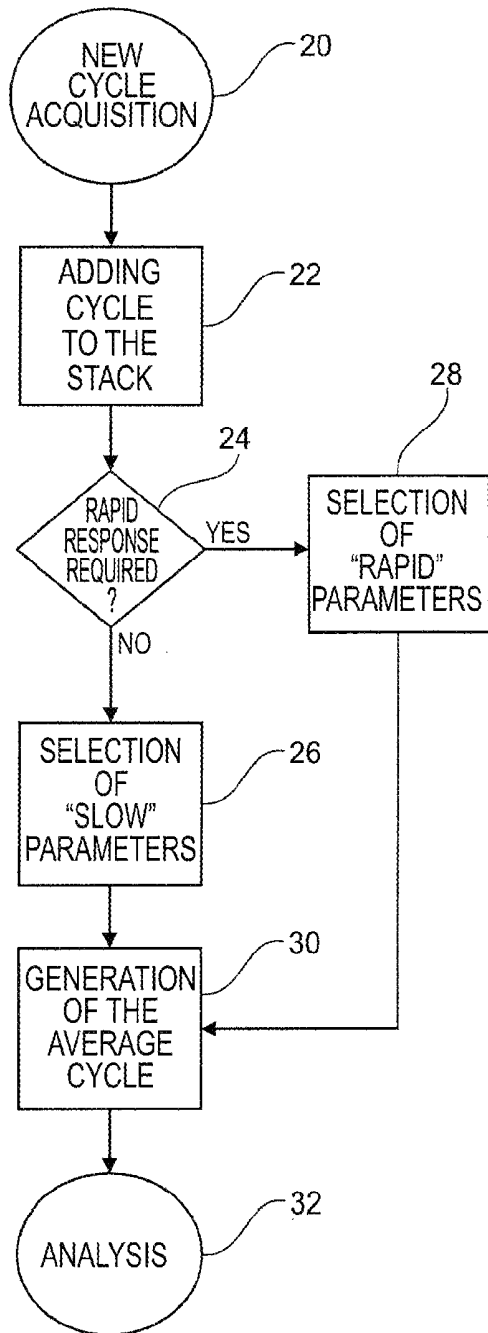 NEW
CYCLE
ACQUISITION
20
ADDING
CYCLE
TO THE
STACK
22
RAPID
RESPONSE
REQUIRED
?
24
YES
NO
SELECTION
OF
"RAPID"
PARAMETERS
28
SELECTION
OF
"SLOW"
PARAMETERS
26
GENERATION
OF THE
AVERAGE
CYCLE
30
ANALYSIS
32